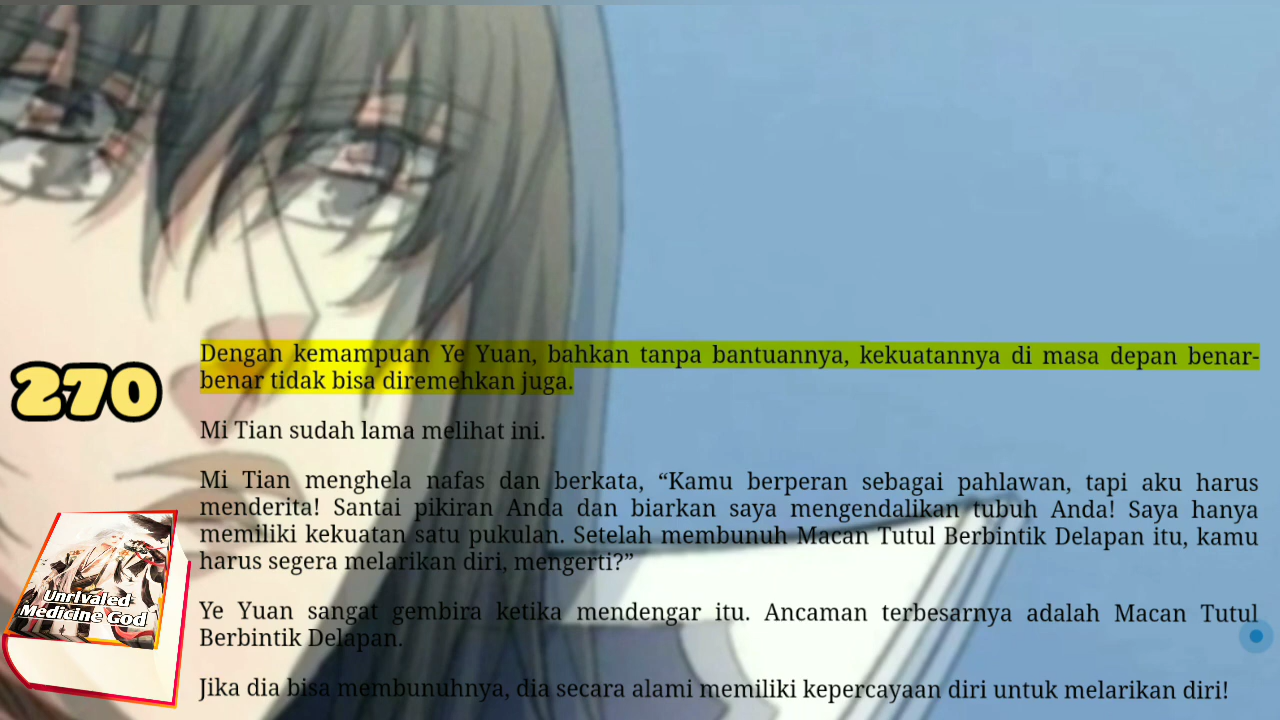 Dengan kemampuan Ye Yuan, bahkan tanpa bantuannya, kekuatannya di masa depan benar-
benar tidak bisa diremehkan juga.
270
Mi Tian sudah lama melihat ini.
Mi Tian menghela nafas dan berkata, “Kamu berperan sebagai pahlawan, tapi aku harus
menderita! Santai pikiran Anda dan biarkan saya mengendalikan tubuh Anda! Saya hanya
memiliki kekuatan satu pukulan. Setelah membunuh Macan Tutul Berbintik Delapan itu, kamu
harus segera melarikan diri, mengerti?”
Unrivaled
Medicine God
Ye Yuan sangat gembira ketika mendengar itu. Ancaman terbesarnya adalah Macan Tutul
Berbintik Delapan.
Jika dia bisa membunuhnya, dia secara alami memiliki kepercayaan diri untuk melarikan diri!